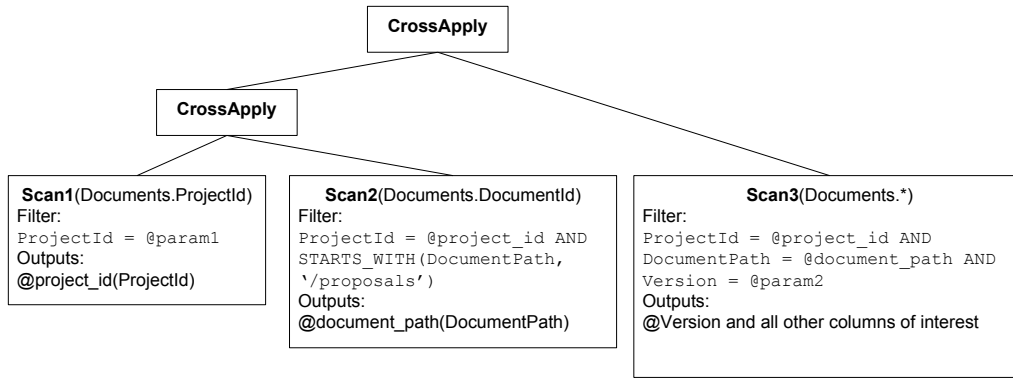 CrossApply
CrossApply
Scan1(Documents.ProjectId)
Filter:
ProjectId = @param1
Outputs:
@project_id(ProjectId)
Scan2(Documents.DocumentId)
Filter:
ProjectId = @project_id AND
STARTS_WITH(DocumentPath,
‘/proposals’)
Outputs:
@document_path(DocumentPath)
Scan3(Documents.*)
Filter:
ProjectId = @project_id AND
DocumentPath = @document_path AND
Version = @param2
Outputs:
@Version and all other columns of interest